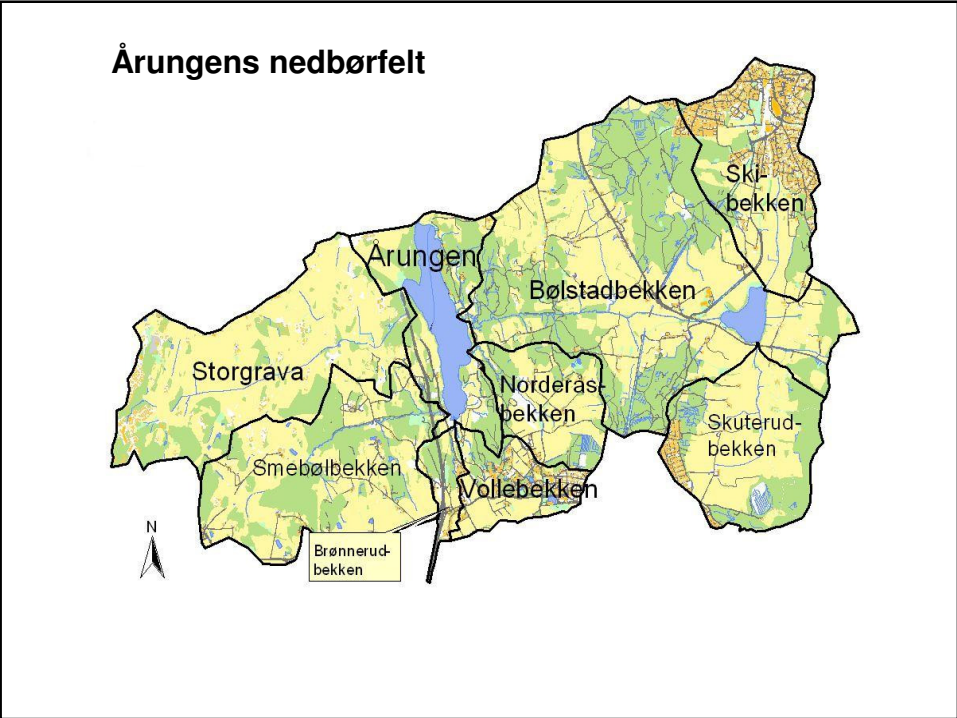 Årungens nedbørfelt
Ski-
bekken
Årungen
Bølstadbekken
Storgrava
Norderås-
bekken
Skuterud-
bekken
Smebølbekken
Vollebekken
N
Brønnerud-
bekken